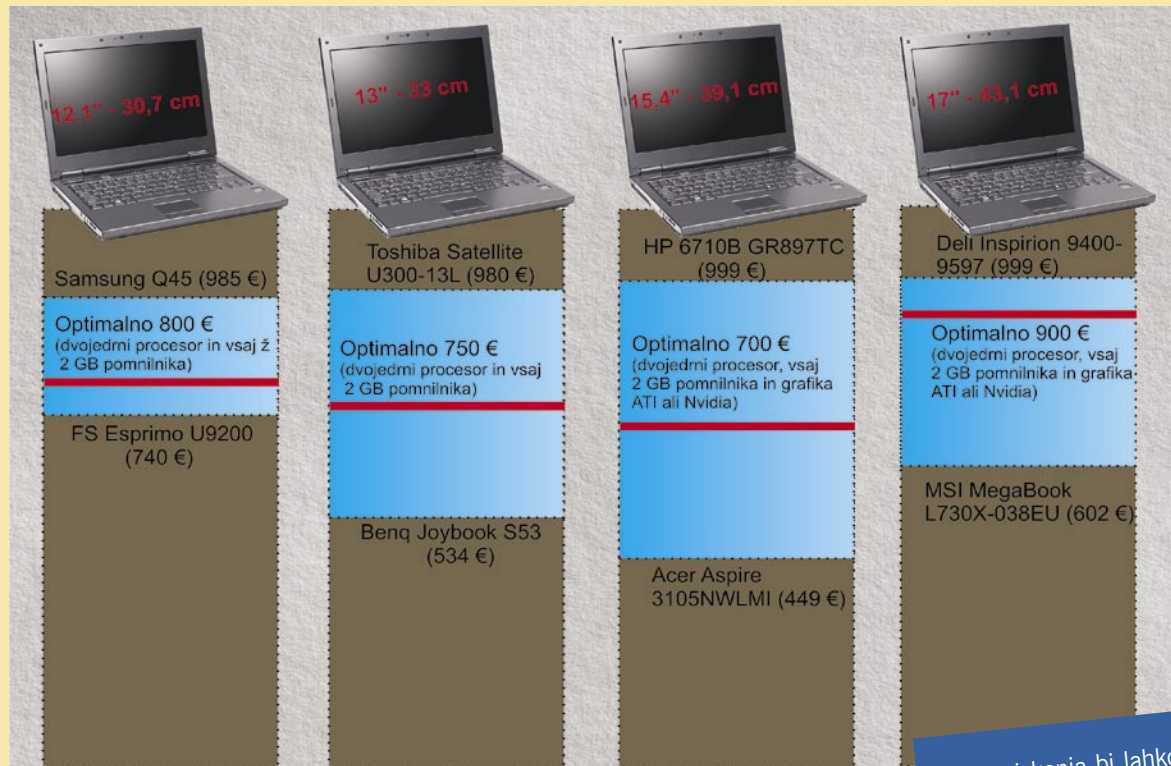 12,1" - 30,7 cm
Samsung Q45 (985 €)
Optimalno 800 €
(dvojedrni procesor in vsaj ž
2 GB pomnilnika)
FS Esprimo U9200
(740 €)
13" - 33 cm
Toshiba Satellite
U300-13L (980 €)
Optimalno 750 €
(dvojedrni procesor in vsaj
2 GB pomnilnika)
Benq Joybook S53
(534 €)
15,4" - 39,1 cm
HP 6710B GR897TC
(999 €)
Optimalno 700 €
(dvojedrni procesor, vsaj
2 GB pomnilnika in grafika
ATI ali Nvidia)
Acer Aspire
3105NWLMI (449 €)
17" - 43,1 cm
Dell Inspirion 9400-
9597 (999 €)
Optimalno 900 €
(dvojedrni procesor, vsaj
2 GB pomnilnika in grafika
ATI ali Nvidia)
MSI MegaBook
L730X-038EU (602 €)
bi lahko